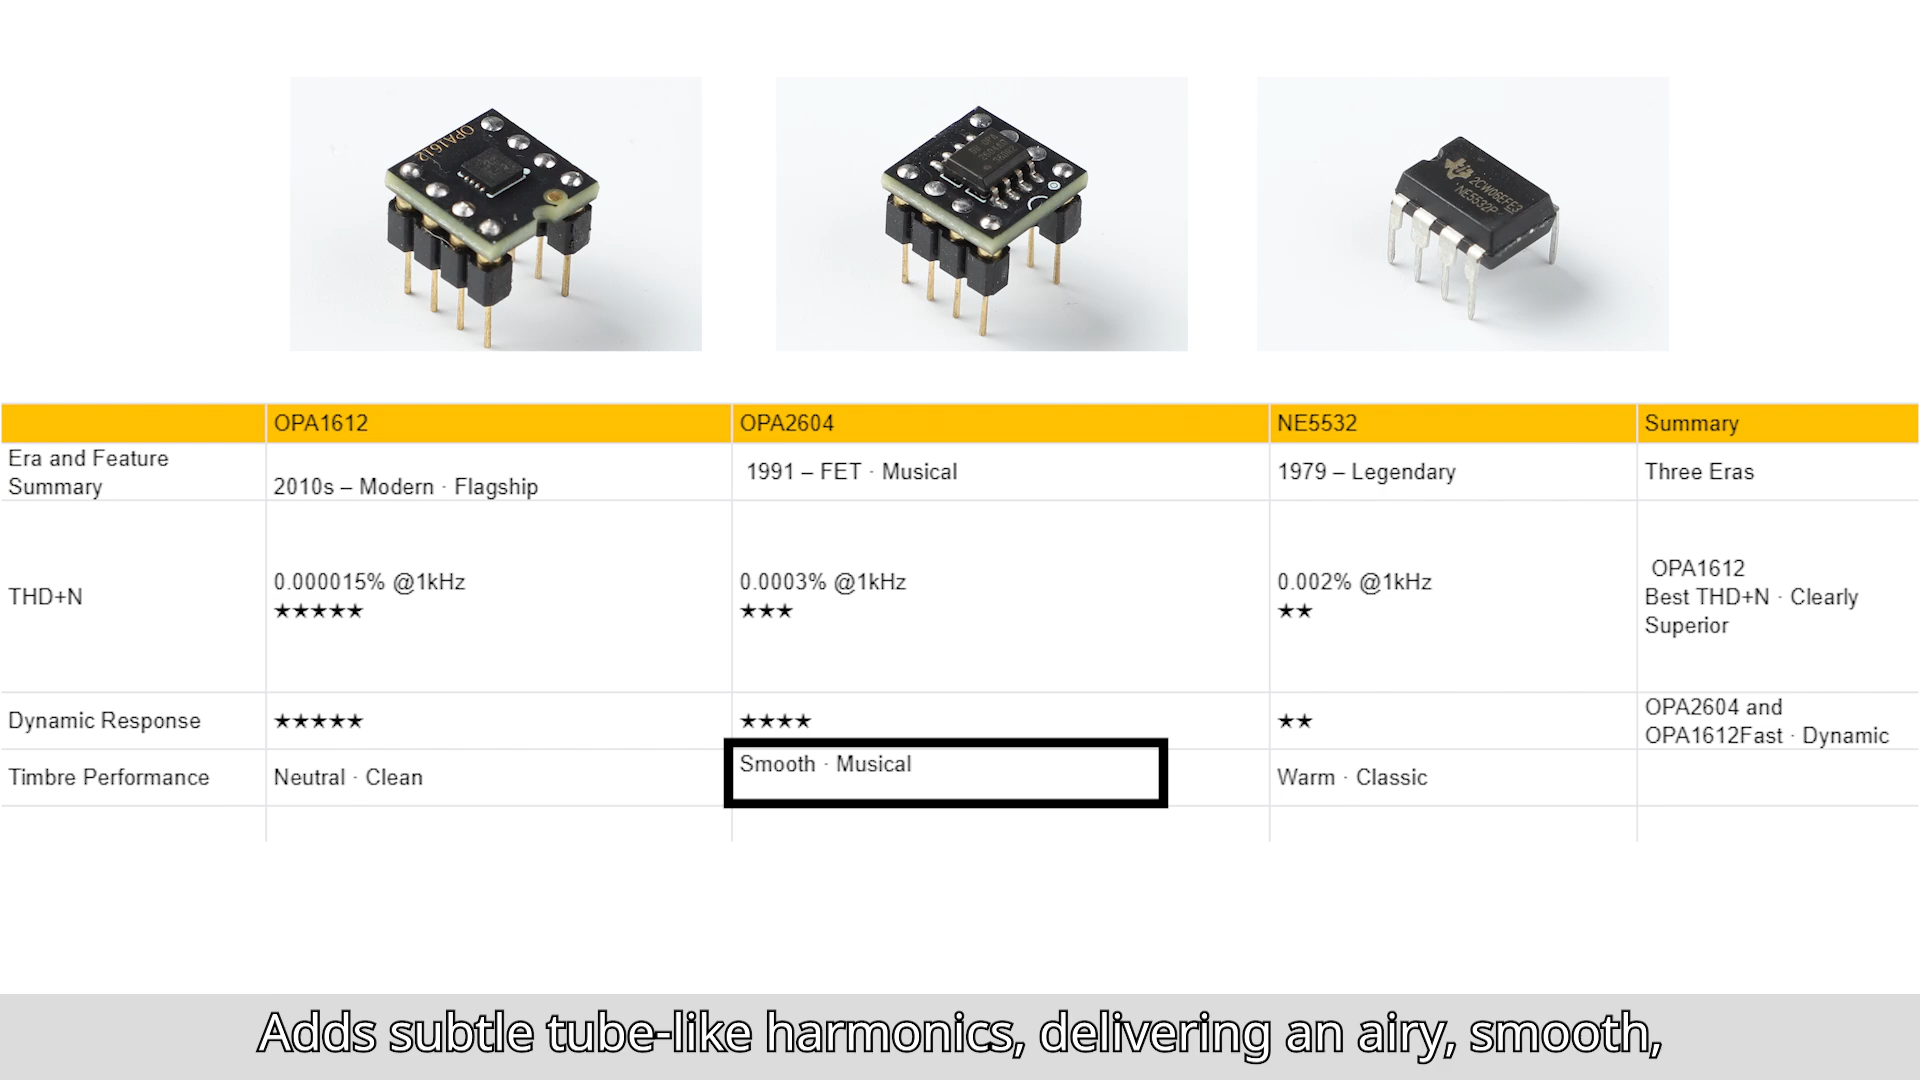 OPA1612
NE5532P
OPA1612
OPA2604
NE5532
Summary
Era and Feature
Summary
2010s – Modern · Flagship
1991 – FET · Musical
1979 – Legendary
Three Eras
THD+N
0.000015% @1kHz
★★★★★
0.0003% @1kHz
★★★
0.002% @1kHz
★★
OPA1612
Best THD+N · Clearly
Superior
Dynamic Response
★★★★★
★★★★
★★
OPA2604 and
OPA1612Fast · Dynamic
Timbre Performance
Neutral · Clean
Smooth · Musical
Warm · Classic
Adds subtle tube-like harmonics, delivering an airy, smooth,